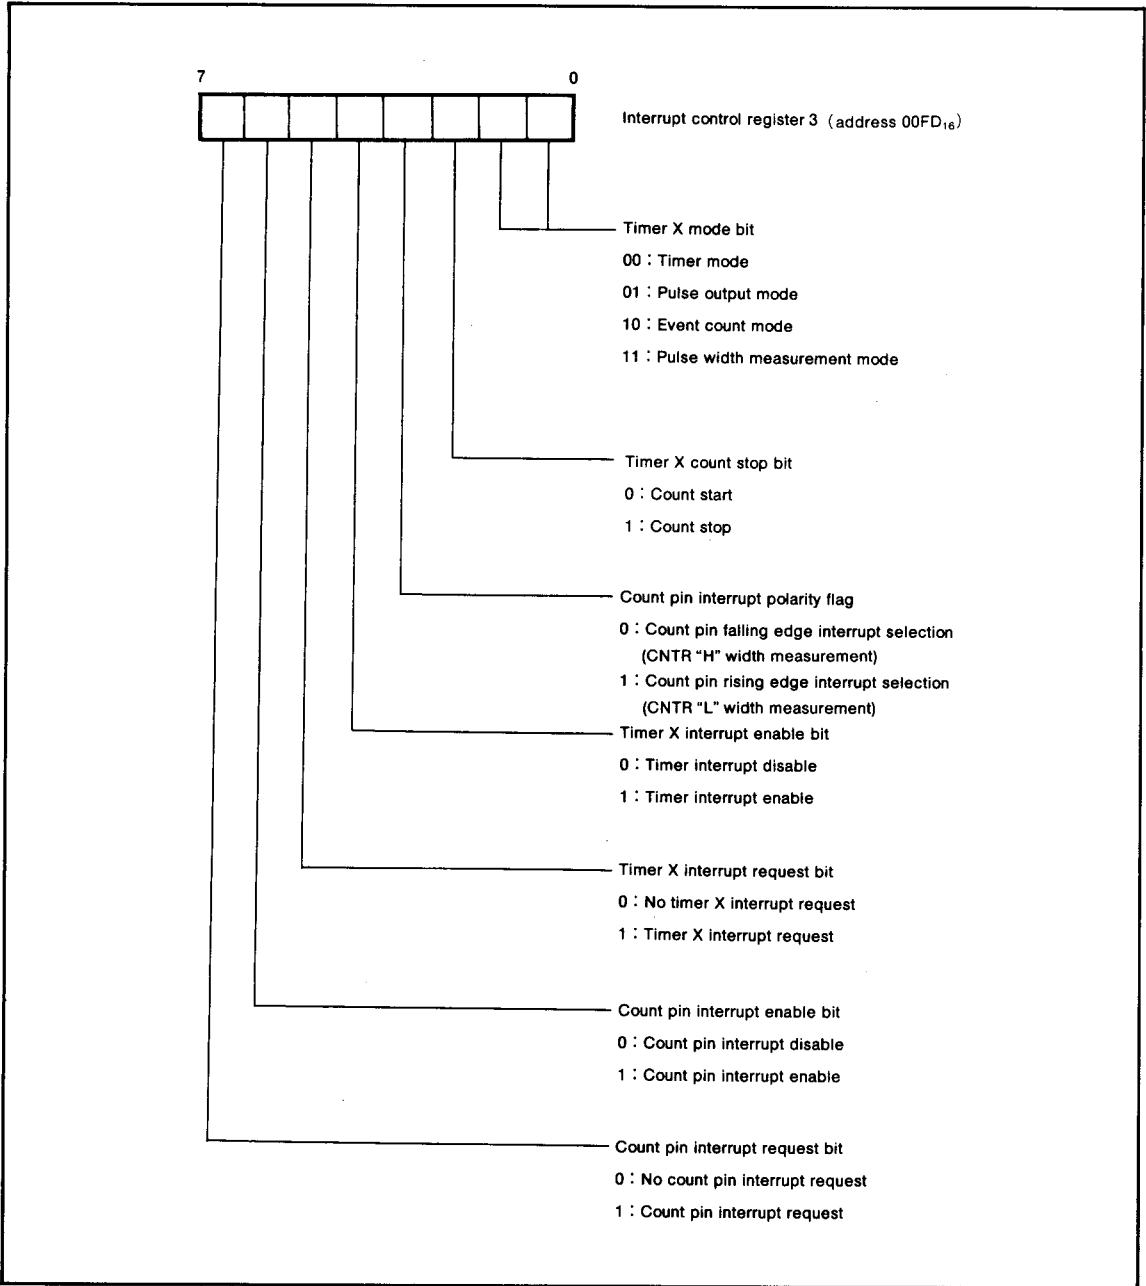 7 0
Interrupt control register 3 (address 00FD₁₆)
Timer X mode bit
00 : Timer mode
01 : Pulse output mode
10 : Event count mode
11 : Pulse width measurement mode
Timer X count stop bit
0 : Count start
1 : Count stop
Count pin interrupt polarity flag
0 : Count pin falling edge interrupt selection
(CNTR "H" width measurement)
1 : Count pin rising edge interrupt selection
(CNTR "L" width measurement)
Timer X interrupt enable bit
0 : Timer interrupt disable
1 : Timer interrupt enable
Timer X interrupt request bit
0 : No timer X interrupt request
1 : Timer X interrupt request
Count pin interrupt enable bit
0 : Count pin interrupt disable
1 : Count pin interrupt enable
Count pin interrupt request bit
0 : No count pin interrupt request
1 : Count pin interrupt request